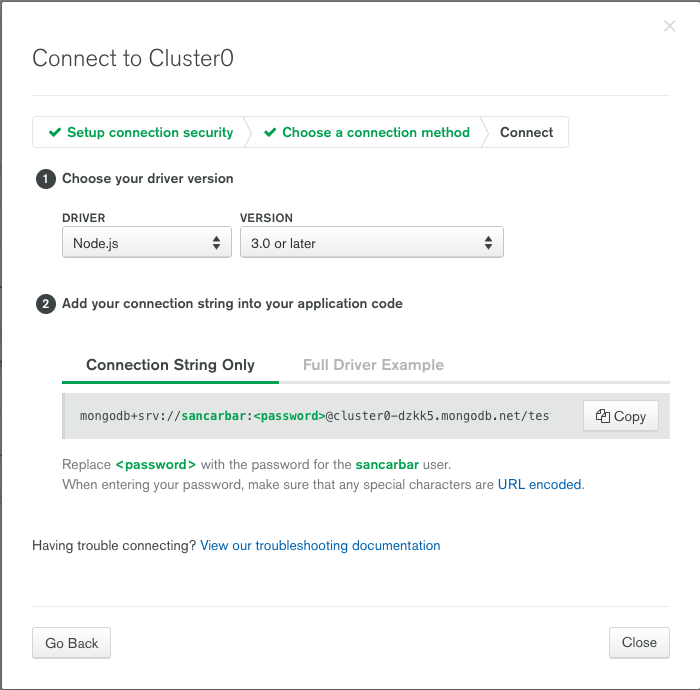 Connect to Cluster0
Setup connection security
Choose a connection method
Connect
1 Choose your driver version
DRIVER
VERSION
Node.js
3.0 or later
2 Add your connection string into your application code
Connection String Only
Full Driver Example
mongodb+srv://sancarbar:<password>@cluster0-dzkk5.mongodb.net/tes
Copy
Replace <password> with the password for the sancarbar user.
When entering your password, make sure that any special characters are URL encoded.
Having trouble connecting? View our troubleshooting documentation
Go Back
Close